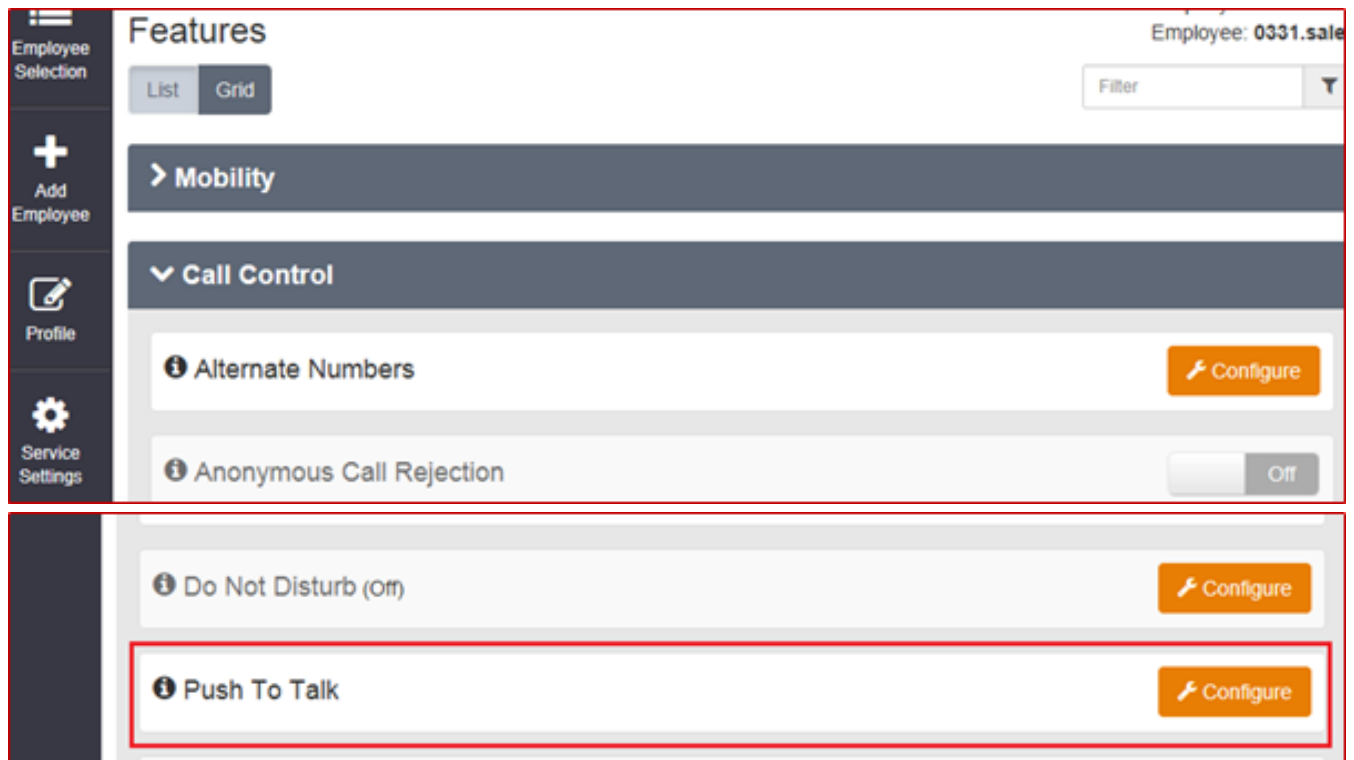 Features
Employee: 0331.sale
Employee
Selection
List Grid
Filter
Add
Employee
Mobility
Call Control
Profile
Alternate Numbers
Configure
Service
Settings
Anonymous Call Rejection
Off
Do Not Disturb (Off)
Configure
Push To Talk
Configure